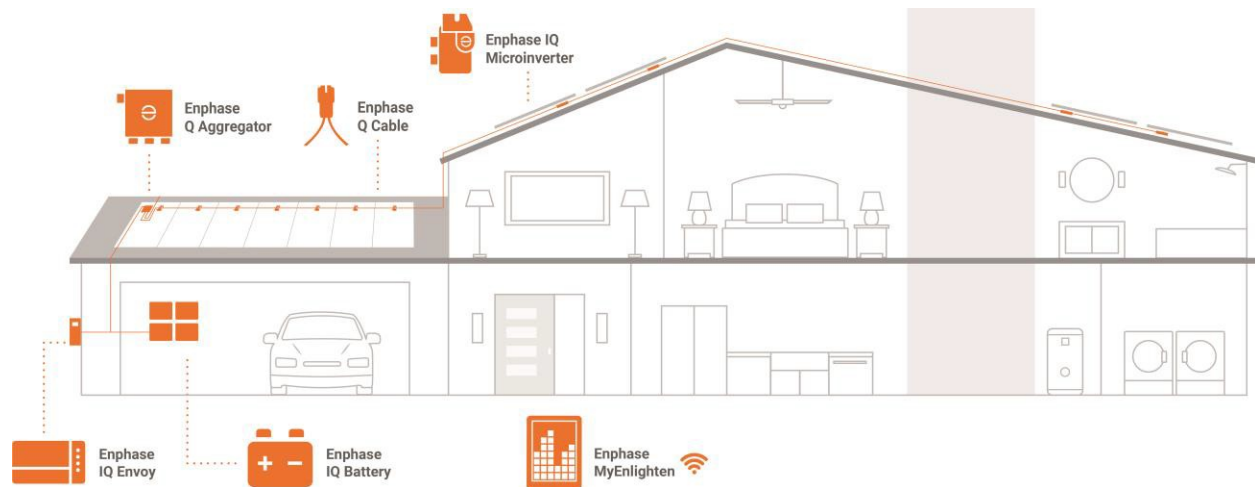 Enphase IQ
Microinverter
Enphase
Q Aggregator
Enphase
Q Cable
Enphase
IQ Envoy
Enphase
IQ Battery
Enphase
MyEnlighten